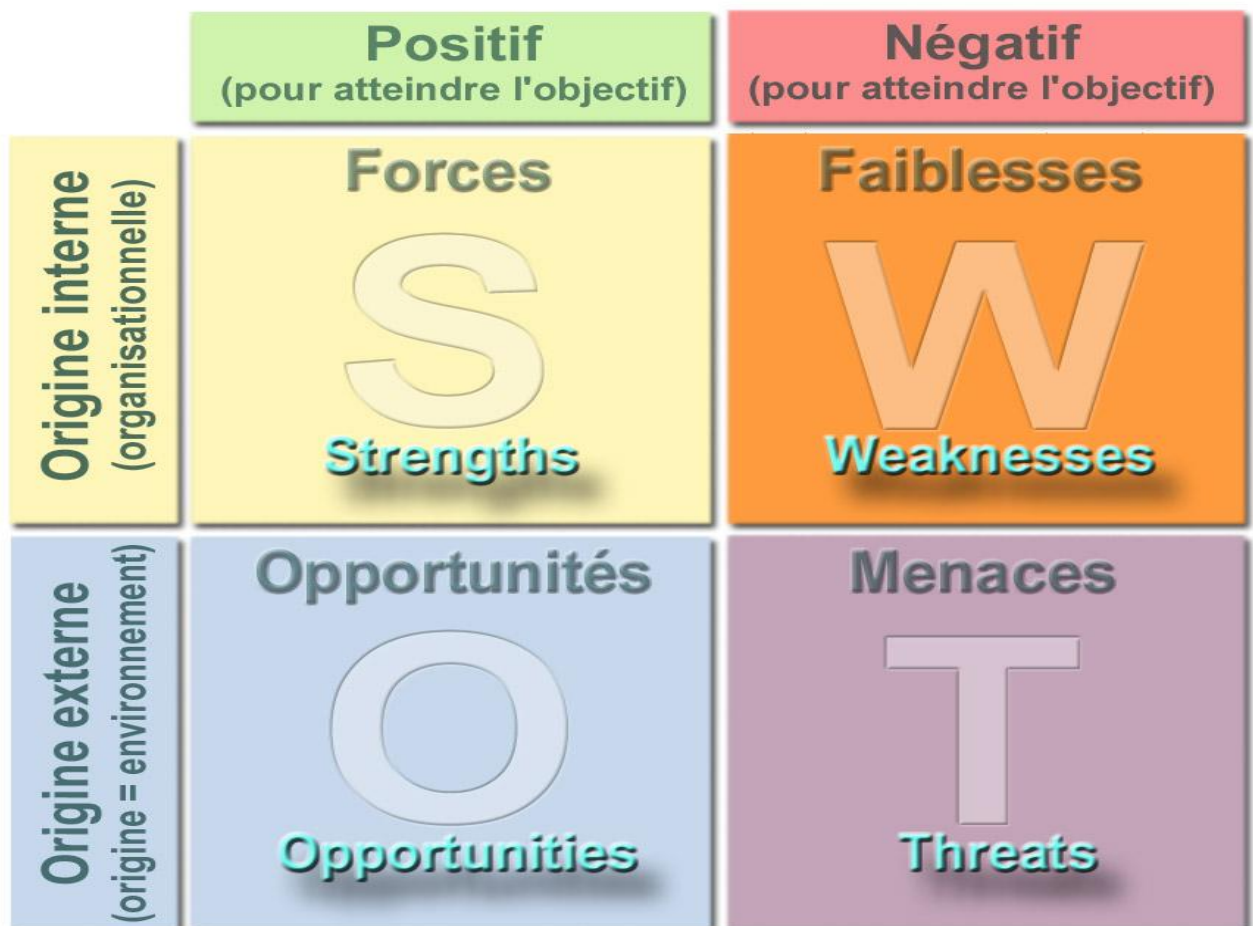 Positif
(pour atteindre l'objectif)
Négatif
(pour atteindre l'objectif)
Origine interne
(organisationnelle)
Forces
S
Strengths
Faiblesses
W
Weaknesses
Origine externe
(origine = environnement)
Opportunités
O
Opportunities
Menaces
T
Threats